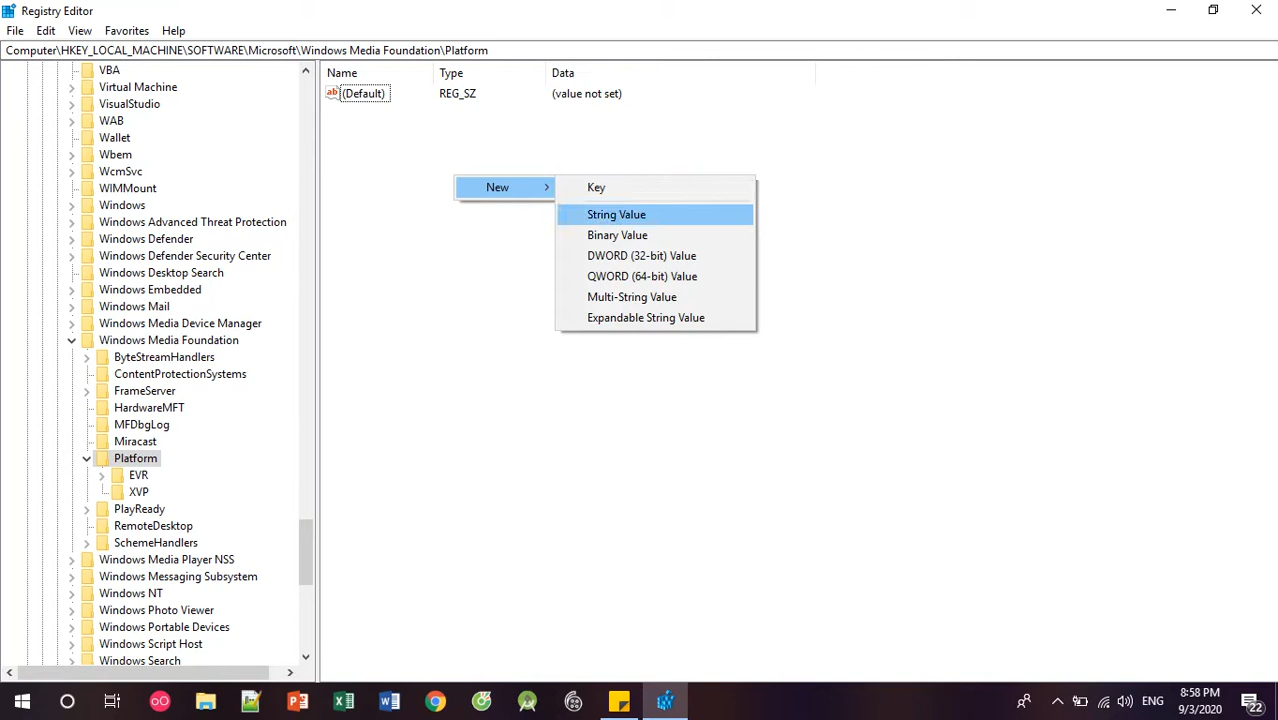 Registry Editor
File Edit View Favorites Help
Computer\HKEY_LOCAL_MACHINE\SOFTWARE\Microsoft\Windows Media Foundation\Platform
VBA
Virtual Machine
VisualStudio
WAB
Wallet
Wbem
WcmSvc
WIMMount
Windows
Windows Advanced Threat Protection
Windows Defender
Windows Defender Security Center
Windows Desktop Search
Windows Embedded
Windows Mail
Windows Media Device Manager
Windows Media Foundation
ByteStreamHandlers
ContentProtectionSystems
FrameServer
HardwareMFT
MFDbgLog
Miracast
Platform
EVR
XVP
PlayReady
RemoteDesktop
SchemeHandlers
Windows Media Player NSS
Windows Messaging Subsystem
Windows NT
Windows Photo Viewer
Windows Portable Devices
Windows Script Host
Windows Search
Name Type Data
ab (Default) REG_SZ (value not set)
New
Key
String Value
Binary Value
DWORD (32-bit) Value
QWORD (64-bit) Value
Multi-String Value
Expandable String Value
ENG
8:58 PM
9/3/2020
22